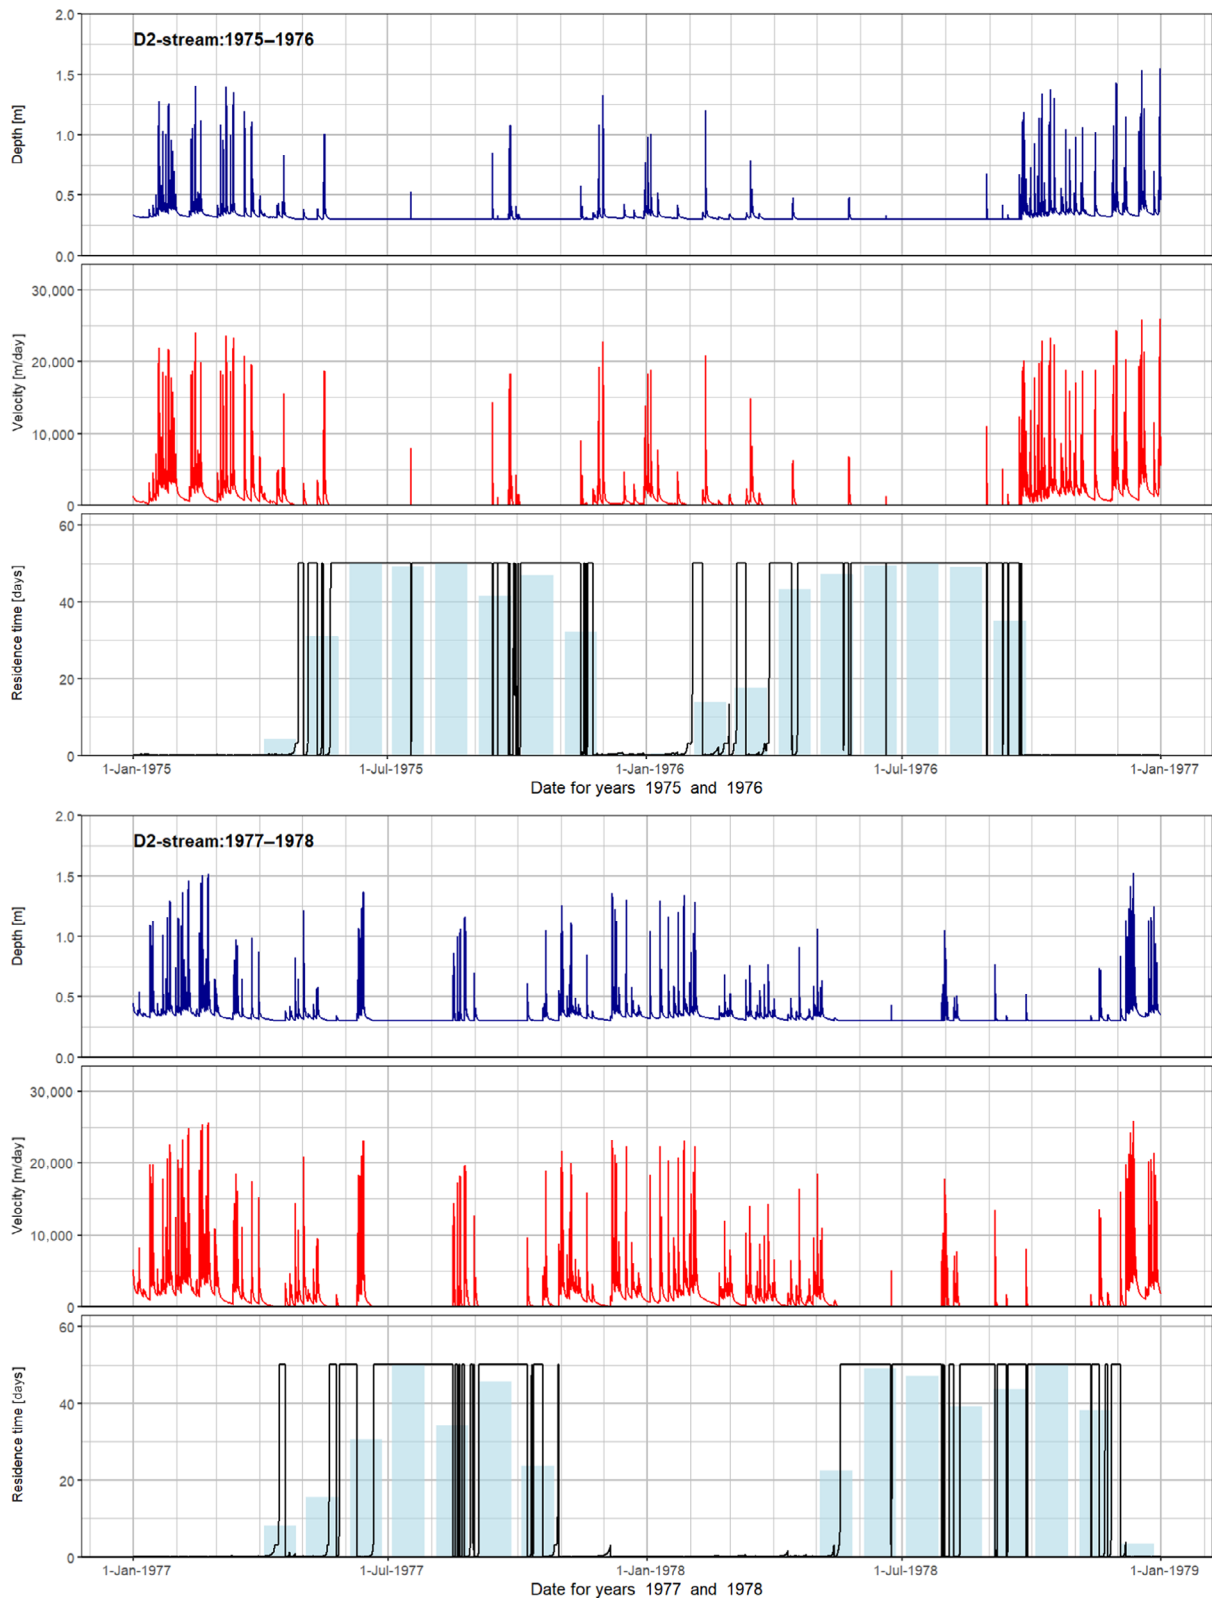 2.0
D2-stream:1975–1976
1.5
Depth [m]
1.0
0.5
0.0
30,000
Velocity [m/day]
20,000
10,000
0
60
Residence time [days]
40
20
0
1-Jan-1975 1-Jul-1975 1-Jan-1976 1-Jul-1976 1-Jan-1977
Date for years 1975 and 1976
2.0
D2-stream:1977–1978
1.5
Depth [m]
1.0
0.5
0.0
30,000
Velocity [m/day]
20,000
10,000
0
60
Residence time [days]
40
20
0
1-Jan-1977 1-Jul-1977 1-Jan-1978 1-Jul-1978 1-Jan-1979
Date for years 1977 and 1978